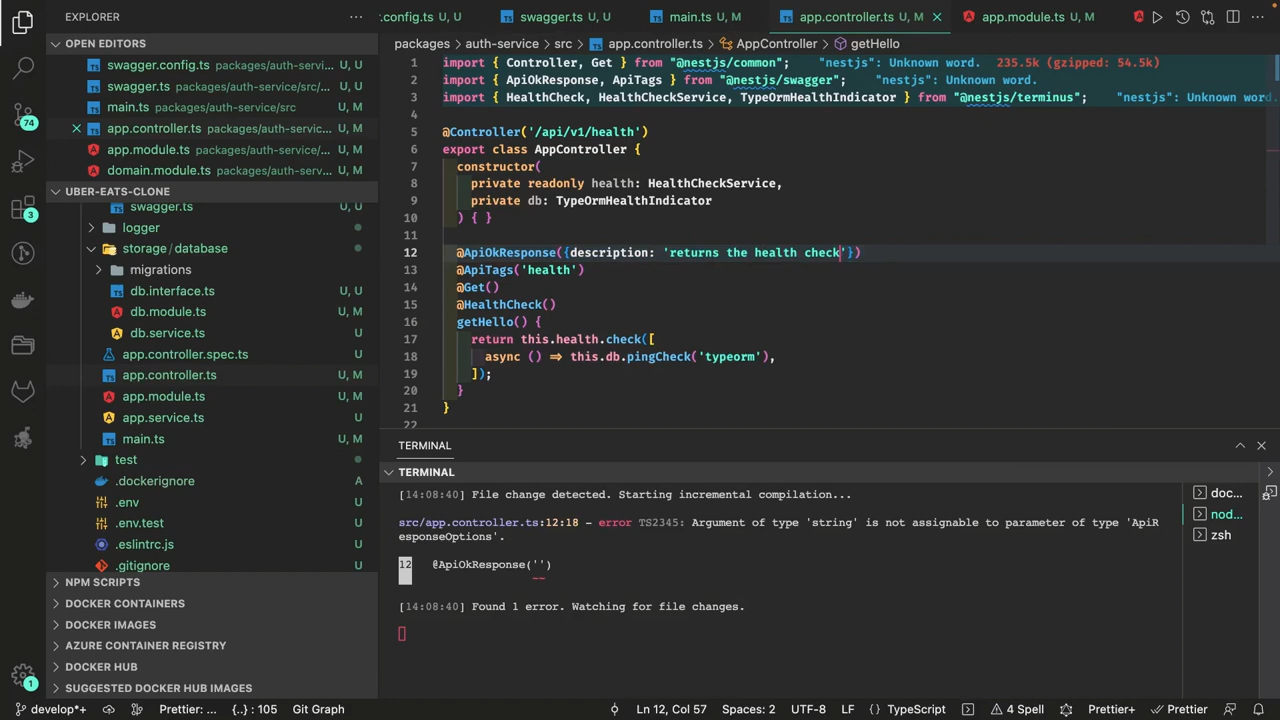 EXPLORER
.config.ts U
swagger.ts U, M
main.ts U, M
app.controller.ts U, M
app.module.ts U, M
OPEN EDITORS
swagger.config.ts packages/auth-servi... U
swagger.ts packages/auth-service/src/... U
main.ts packages/auth-service/src U, M
app.controller.ts packages/auth-servic... U, M
app.module.ts packages/auth-service/... U, M
domain.module.ts packages/auth-serv... U, M
UBER-EATS-CLONE
swagger.ts U, M
logger
storage/database
migrations
db.interface.ts U
db.module.ts U, M
db.service.ts U
app.controller.spec.ts U
app.controller.ts U, M
app.module.ts U, M
app.service.ts U
main.ts U, M
test
.dockerignore A
.env U
.env.test U
.eslintrc.js U
.gitignore U
NPM SCRIPTS
DOCKER CONTAINERS
DOCKER IMAGES
AZURE CONTAINER REGISTRY
DOCKER HUB
SUGGESTED DOCKER HUB IMAGES
74
3
1
packages > auth-service > src > app.controller.ts > AppController > getHello
1 import { Controller, Get } from "@nestjs/common"; "nestjs": Unknown word. 235.5k (gzipped: 54.5k)
2 import { ApiOkResponse, ApiTags } from "@nestjs/swagger"; "nestjs": Unknown word.
3 import { HealthCheck, HealthCheckService, TypeOrmHealthIndicator } from "@nestjs/terminus"; "nestjs": Unknown word.
4
5 @Controller('/api/v1/health')
6 export class AppController {
7 constructor(
8 private readonly health: HealthCheckService,
9 private db: TypeOrmHealthIndicator
10 ) { }
11
12 @ApiOkResponse({description: 'returns the health check'})
13 @ApiTags('health')
14 @Get()
15 @HealthCheck()
16 getHello() {
17 return this.health.check([
18 async () => this.db.pingCheck('typeorm'),
19 ]);
20 }
21 }
22
TERMINAL
TERMINAL
[14:08:40] File change detected. Starting incremental compilation...
src/app.controller.ts:12:18 - error TS2345: Argument of type 'string' is not assignable to parameter of type 'ApiR
esponseOptions'.
12 @ApiOkResponse('')
~~
[14:08:40] Found 1 error. Watching for file changes.
doc...
nod...
zsh
develop*+ Prettier: ... {..} : 105 Git Graph Ln 12, Col 57 Spaces: 2 UTF-8 LF {} TypeScript 4 Spell Prettier+ Prettier